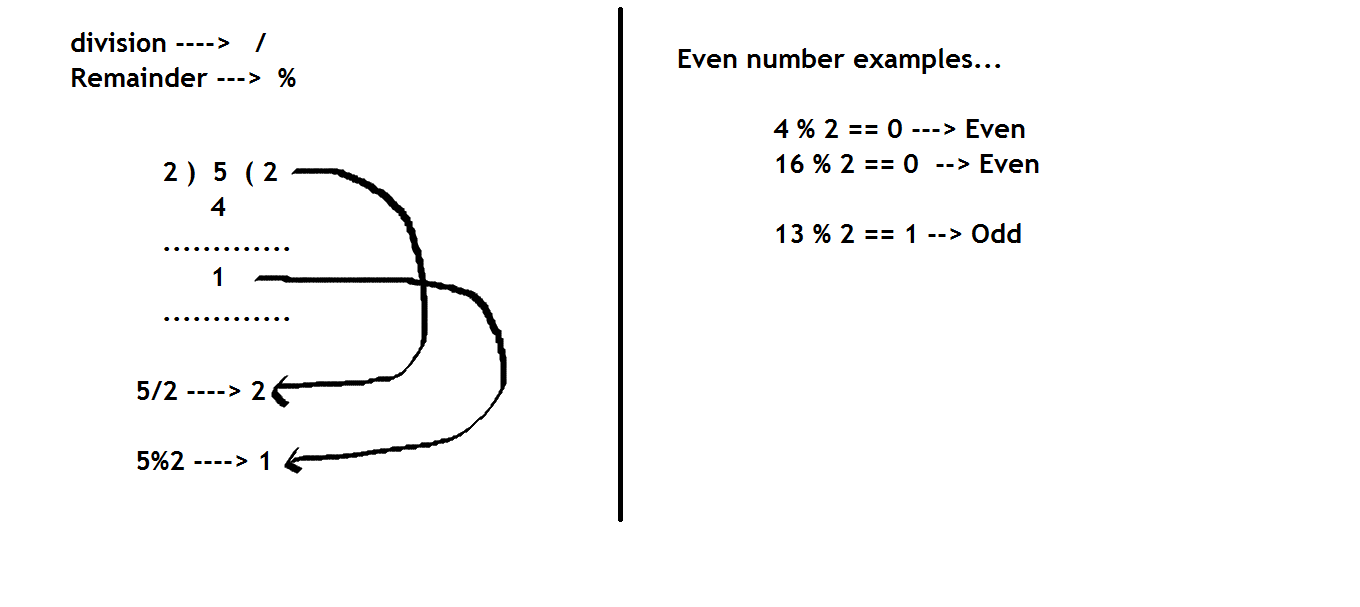 division ---->   /
Remainder --->  %
2 )  5  ( 2
4
.............
1
.............
5/2 ----> 2
5%2 ----> 1
Even number examples...
4 % 2 == 0 ---> Even
16 % 2 == 0  --> Even
13 % 2 == 1 --> Odd